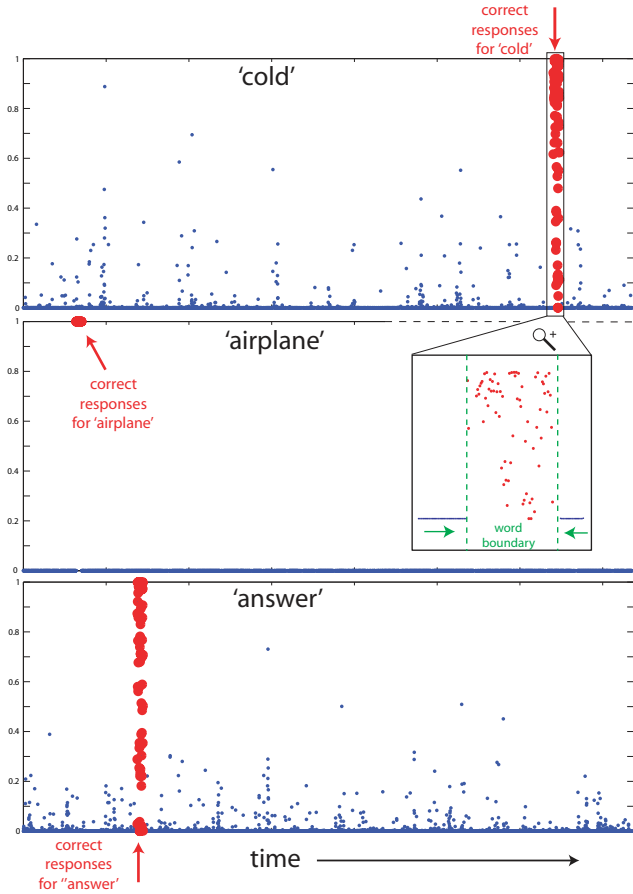 correct
responses
for 'cold'
1
'cold'
0.8
0.6
0.4
0.2
0
1
'airplane'
+
correct
responses
for 'airplane'
0.8
0.6
0.4
0.2
word
boundary
0
1
'answer'
0.8
0.6
0.4
0.2
0
correct
responses
for ''answer'
time